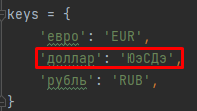 keys = {
'евро': 'EUR',
'доллар': 'ЮэСДэ',
'рубль': 'RUB',
}